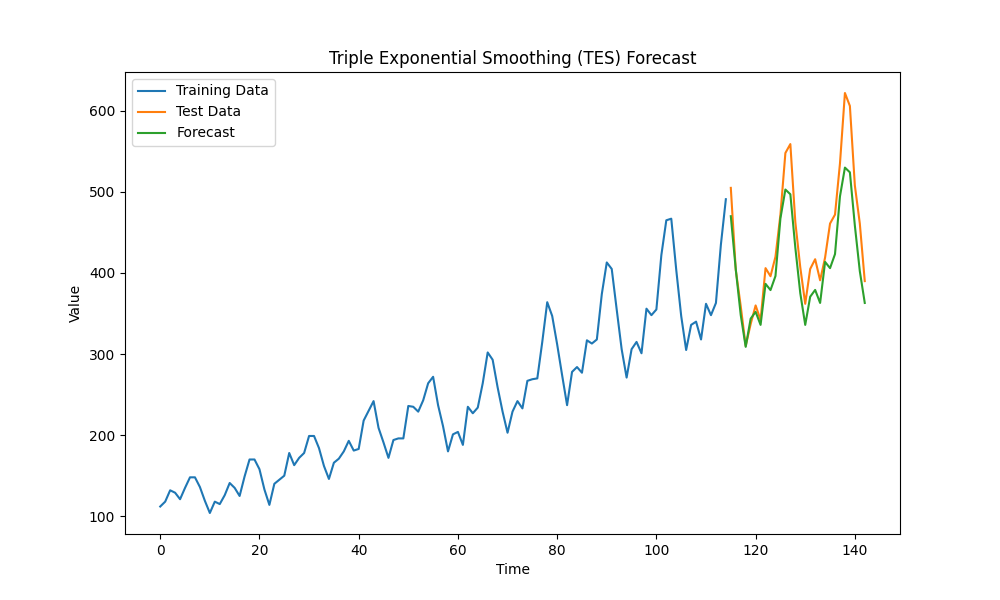 Triple Exponential Smoothing (TES) Forecast
Training Data
Test Data
Forecast
Value
600
500
400
300
200
100
0 20 40 60 80 100 120 140
Time